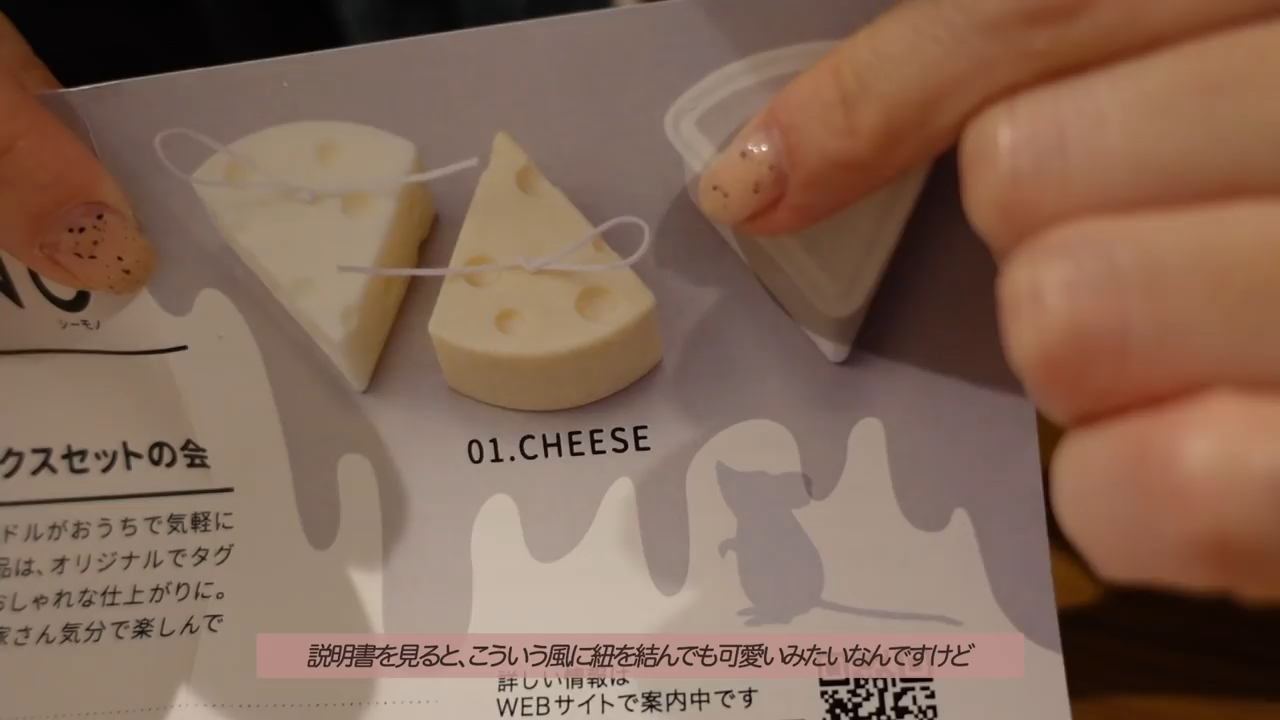 シーモノ
01.CHEESE
クスセットの会
ドルがおうちで気軽に
品は、オリジナルでタグ
おしゃれな仕上がりに。
家さん気分で楽しんで
説明書を見ると、こういう風に紐を結んでも可愛いみたいなんですけど
詳しい情報は
WEBサイトで案内中です